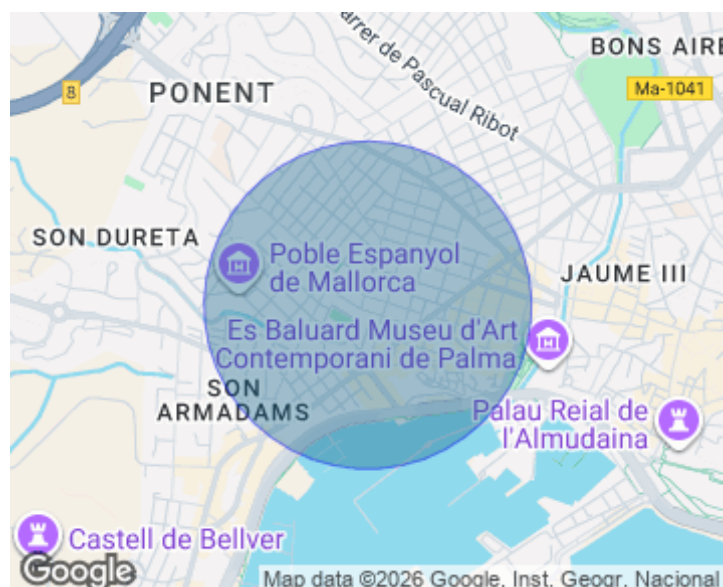 BONS AIRE
Ma-1041
Carrer de Pascual Ribot
8
PONENT
SON DURETA
Poble Espanyol
de Mallorca
JAUME III
Es Baluard Museu d'Art
Contemporani de Palma
SON
ARMADAMS
Palau Reial de
l'Almudaina
Castell de Bellver
Google
Map data ©2026 Google, Inst. Geogr. Nacional